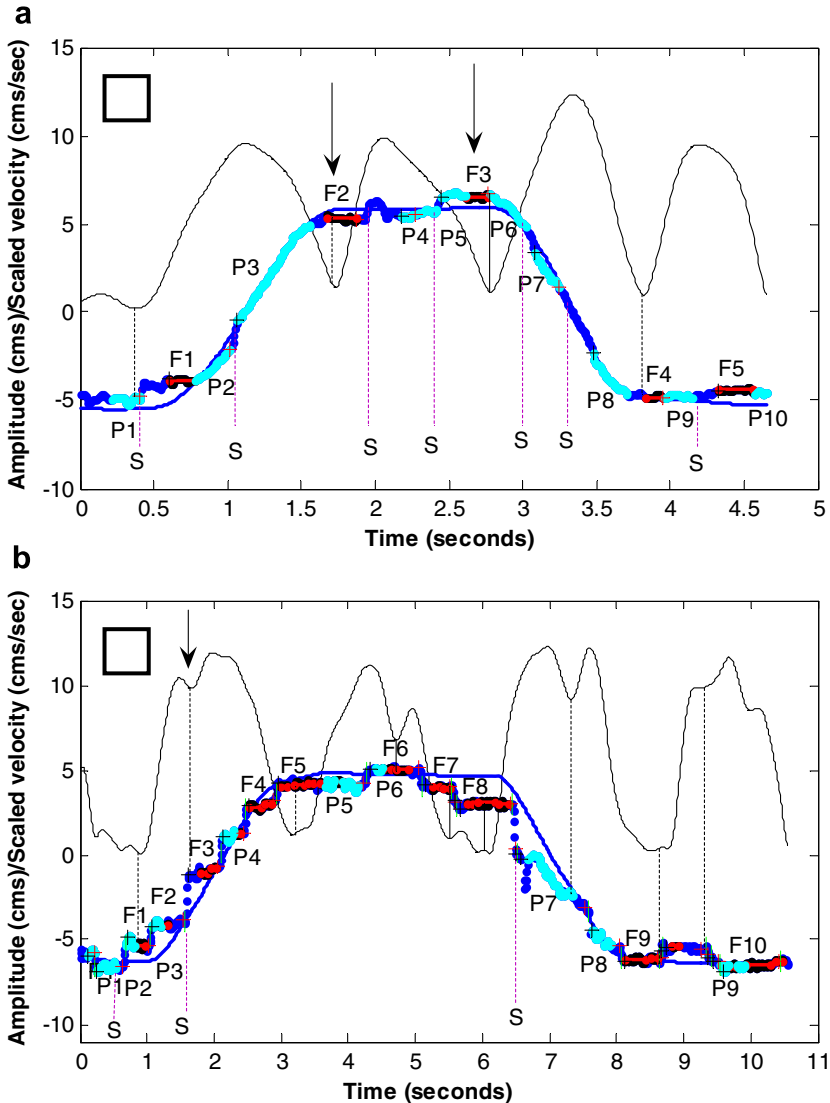 a
Amplitude (cms)/Scaled velocity (cms/sec)
15
10
5
0
-5
-10
F2
F3
P4
P5
P6
P3
P7
F1
P2
P1
P8
F4
P9
F5
P10
S S S S S S S
0 0.5 1 1.5 2 2.5 3 3.5 4 4.5 5
Time (seconds)
b
Amplitude (cms)/Scaled velocity (cms/sec)
15
10
5
0
-5
-10
F5
F6
F7
F4
P5
P6
F8
F3
P4
F2
F1
P3
P1
P2
P7
P8
F9
F10
P9
S S S
0 1 2 3 4 5 6 7 8 9 10 11
Time (seconds)